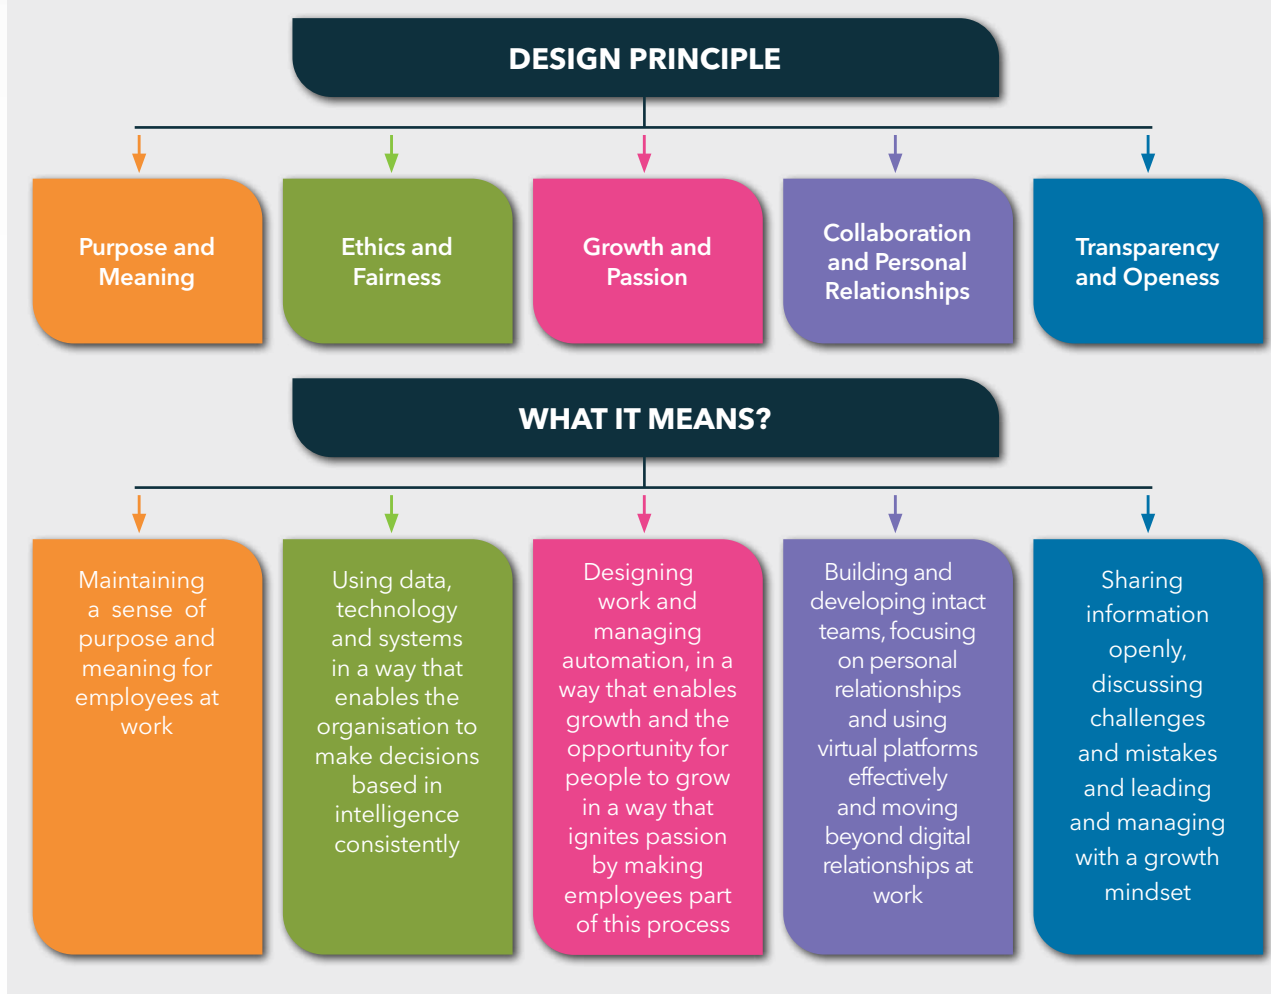 DESIGN PRINCIPLE
Purpose and
Meaning
Ethics and
Fairness
Growth and
Passion
Collaboration
and Personal
Relationships
Transparency
and Openess
WHAT IT MEANS?
Maintaining
a sense of
purpose and
meaning for
employees at
work
Using data,
technology
and systems
in a way that
enables the
organisation to
make decisions
based in
intelligence
consistently
Designing
work and
managing
automation, in a
way that enables
growth and the
opportunity for
people to grow
in a way that
ignites passion
by making
employees part
of this process
Building and
developing intact
teams, focusing
on personal
relationships
and using
virtual platforms
effectively
and moving
beyond digital
relationships at
work
Sharing
information
openly,
discussing
challenges
and mistakes
and leading
and managing
with a growth
mindset